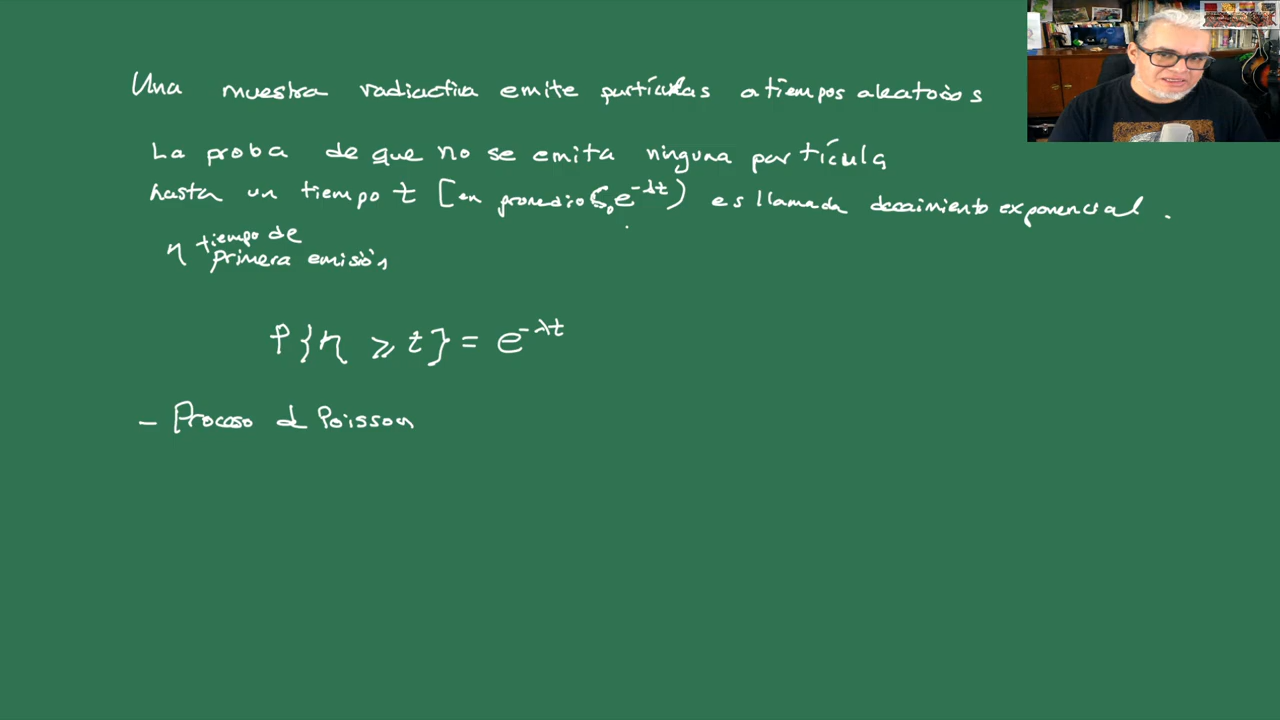 Una muestra radiactiva emite partículas a tiempos aleatorios
La proba de que no se emita ninguna partícula
hasta un tiempo t [en promedio C₀e^{-λt}) es llamada decaimiento exponencial.
η tiempo de
primera emisión
P{η ⩾ t} = e^{-λt}
- Proceso d Poisson